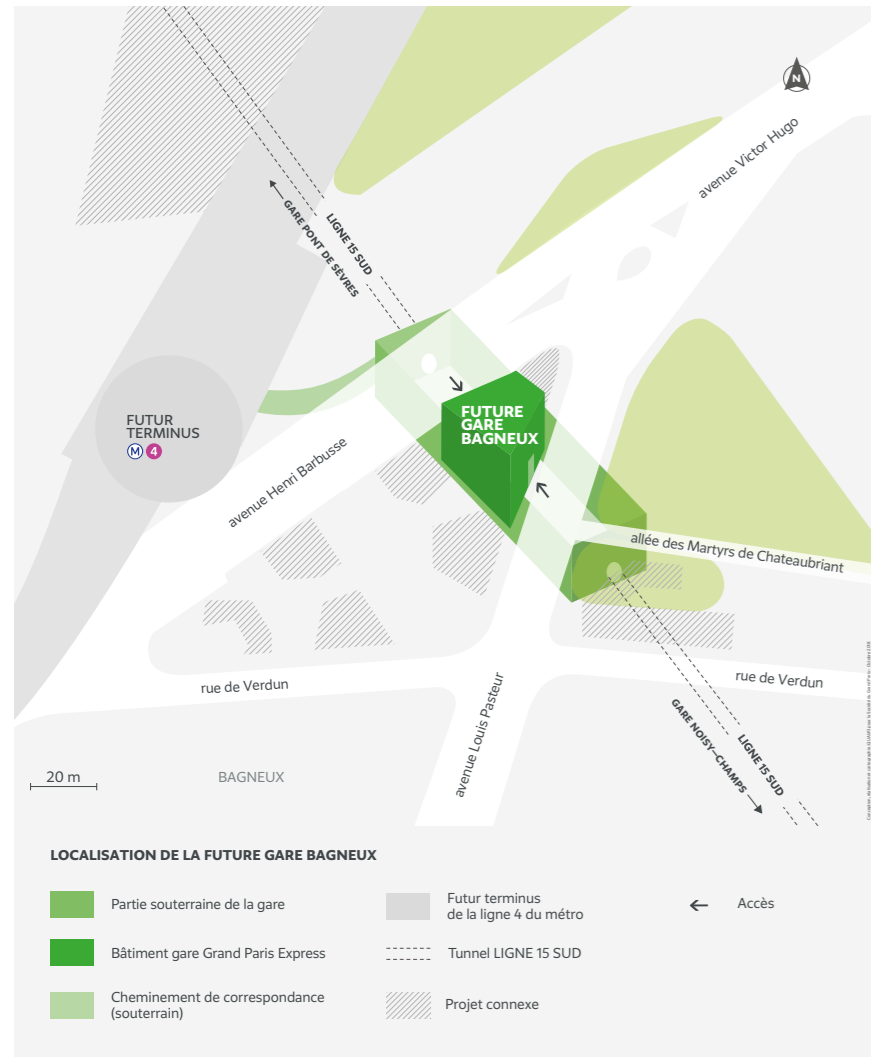 N
avenue Victor Hugo
LIGNE 15 SUD
GARE PONT DE SÈVRES
FUTUR
TERMINUS
M 4
FUTURE
GARE
BAGNEUX
avenue Henri Barbusse
allée des Martyrs de Chateaubriant
rue de Verdun
rue de Verdun
avenue Louis Pasteur
GARE NOISY–CHAMPS
LIGNE 15 SUD
20 m
BAGNEUX
LOCALISATION DE LA FUTURE GARE BAGNEUX
Partie souterraine de la gare
Bâtiment gare Grand Paris Express
Cheminement de correspondance
(souterrain)
Futur terminus
de la ligne 4 du métro
Tunnel LIGNE 15 SUD
Projet connexe
Accès